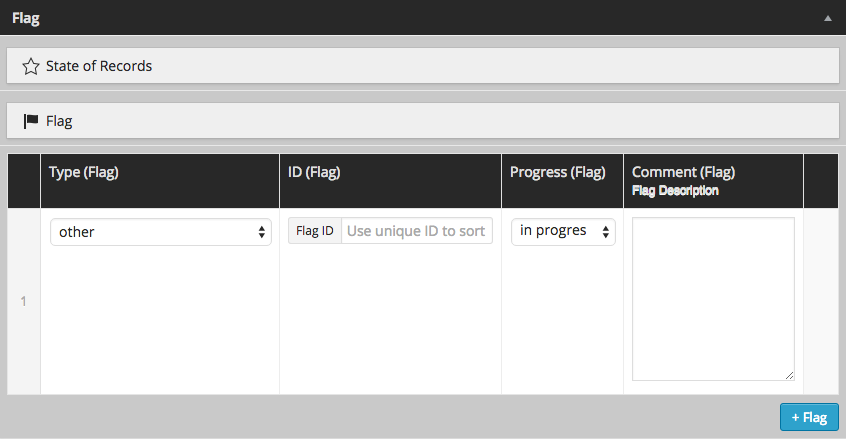 Flag
State of Records
Flag
Type (Flag) ID (Flag) Progress (Flag) Comment (Flag)
Flag Description
other Flag ID Use unique ID to sort in progres
1
+ Flag